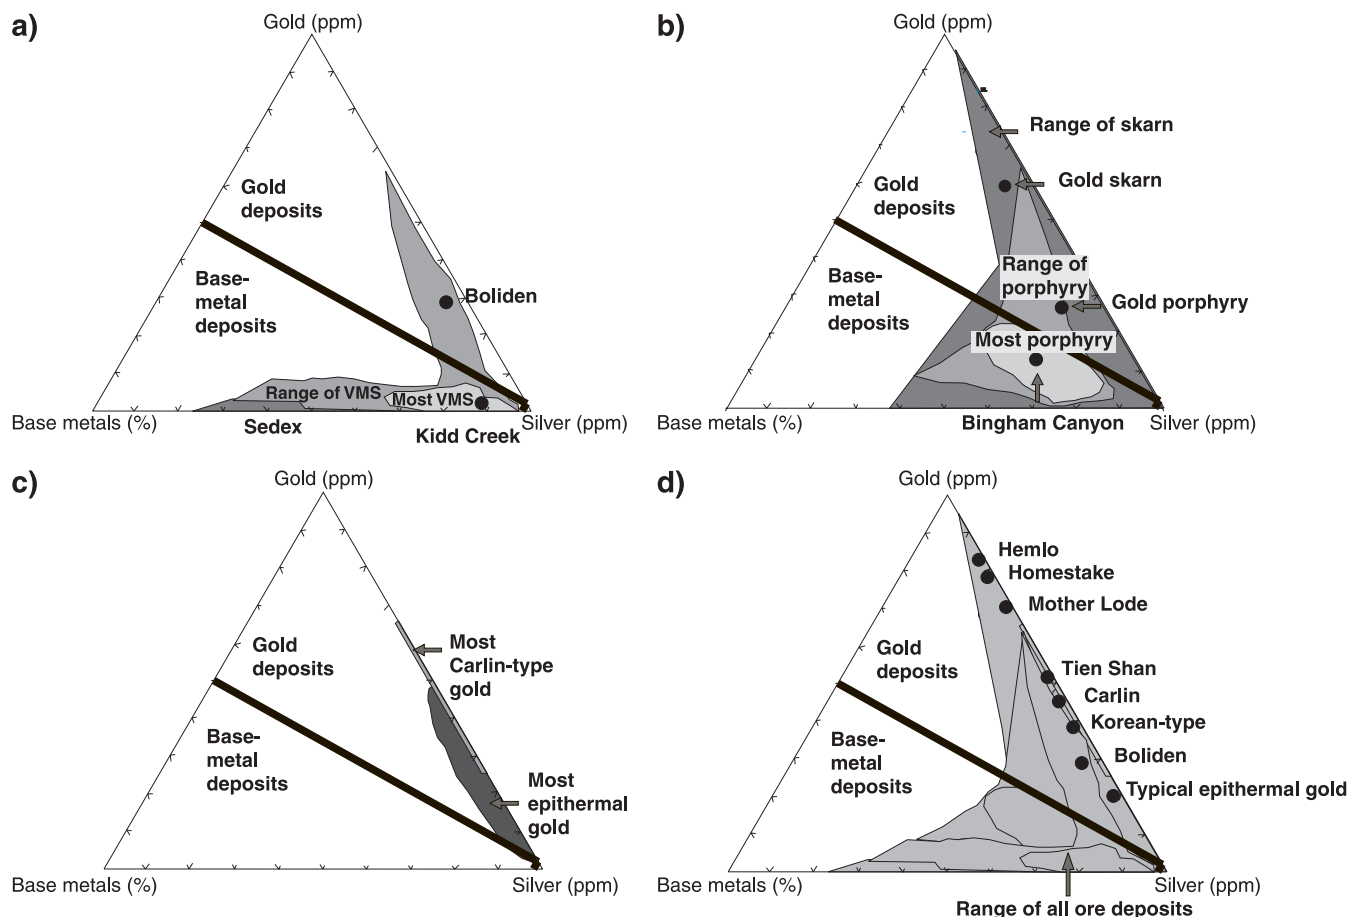 a)
Gold (ppm)
Gold
deposits
Base-
metal
deposits
Boliden
Range of VMS
Most VMS
Base metals (%)
Sedex
Kidd Creek
Silver (ppm)
b)
Gold (ppm)
Range of skarn
Gold skarn
Gold
deposits
Range of
porphyry
Base-
metal
deposits
Gold porphyry
Most porphyry
Base metals (%)
Bingham Canyon
Silver (ppm)
c)
Gold (ppm)
Gold
deposits
Most
Carlin-type
gold
Base-
metal
deposits
Most
epithermal
gold
Base metals (%)
Silver (ppm)
d)
Gold (ppm)
Hemlo
Homestake
Mother Lode
Gold
deposits
Tien Shan
Carlin
Korean-type
Base-
metal
deposits
Boliden
Typical epithermal gold
Base metals (%)
Silver (ppm)
Range of all ore deposits